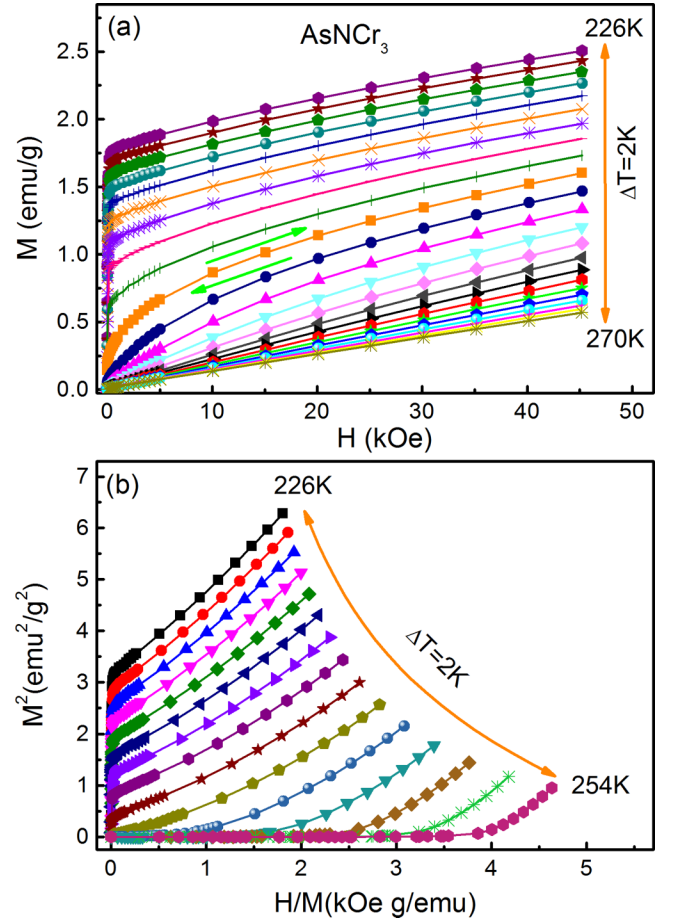 (a)
AsNCr₃
226K
2.5
2.0
1.5
1.0
0.5
0.0
M (emu/g)
ΔT=2K
270K
0
10
20
30
40
50
H (kOe)
(b)
226K
7
6
5
4
3
2
1
0
M²(emu²/g²)
ΔT=2K
254K
0
1
2
3
4
5
H/M(kOe g/emu)